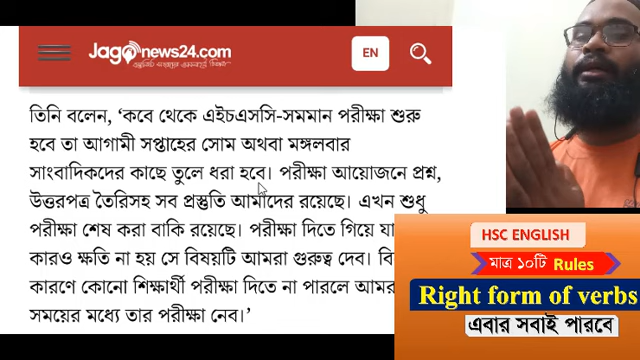 Jagonews24.com
EN
তিনি বলেন, ‘কবে থেকে এইচএসসি-সমমান পরীক্ষা শুরু
হবে তা আগামী সপ্তাহের সোম অথবা মঙ্গলবার
সাংবাদিকদের কাছে তুলে ধরা হবে। পরীক্ষা আয়োজনে প্রশ্ন,
উত্তরপত্র তৈরিসহ সব প্রস্তুতি আমাদের রয়েছে। এখন শুধু
পরীক্ষা শেষ করা বাকি রয়েছে। পরীক্ষা দিতে গিয়ে
কারও ক্ষতি না হয় সে বিষয়টি আমরা গুরুত্ব দেব।
কারণে কোনো শিক্ষার্থী পরীক্ষা দিতে না পারলে
সময়ের মধ্যে তার পরীক্ষা নেব।’
HSC ENGLISH
মাত্র ১০টি Rules
Right form of verbs
এবার সবাই পারবে